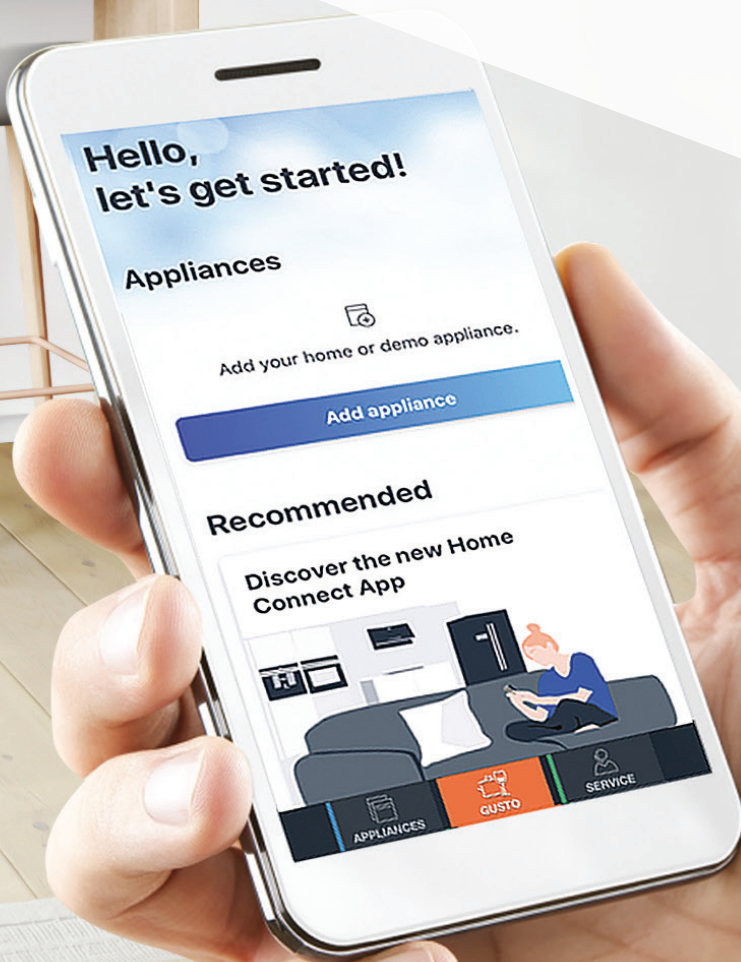 Hello,
let's get started!
Appliances
Add your home or demo appliance.
Add appliance
Recommended
Discover the new Home
Connect App
APPLIANCES
GUSTO
SERVICE